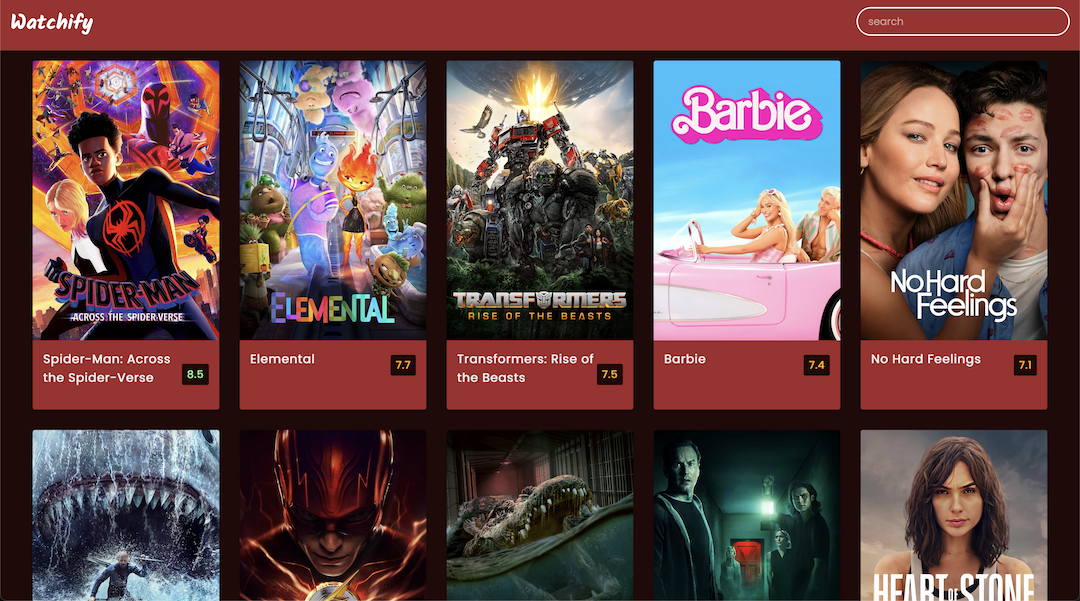 Watchify
search
SPIDER-MAN
ACROSS THE SPIDER-VERSE
ELEMENTAL
TRANSFORMERS
RISE OF THE BEASTS
Barbie
No Hard
Feelings
Spider-Man: Across
the Spider-Verse
8.5
Elemental
7.7
Transformers: Rise of
the Beasts
7.5
Barbie
7.4
No Hard Feelings
7.1
HEART OF STONE